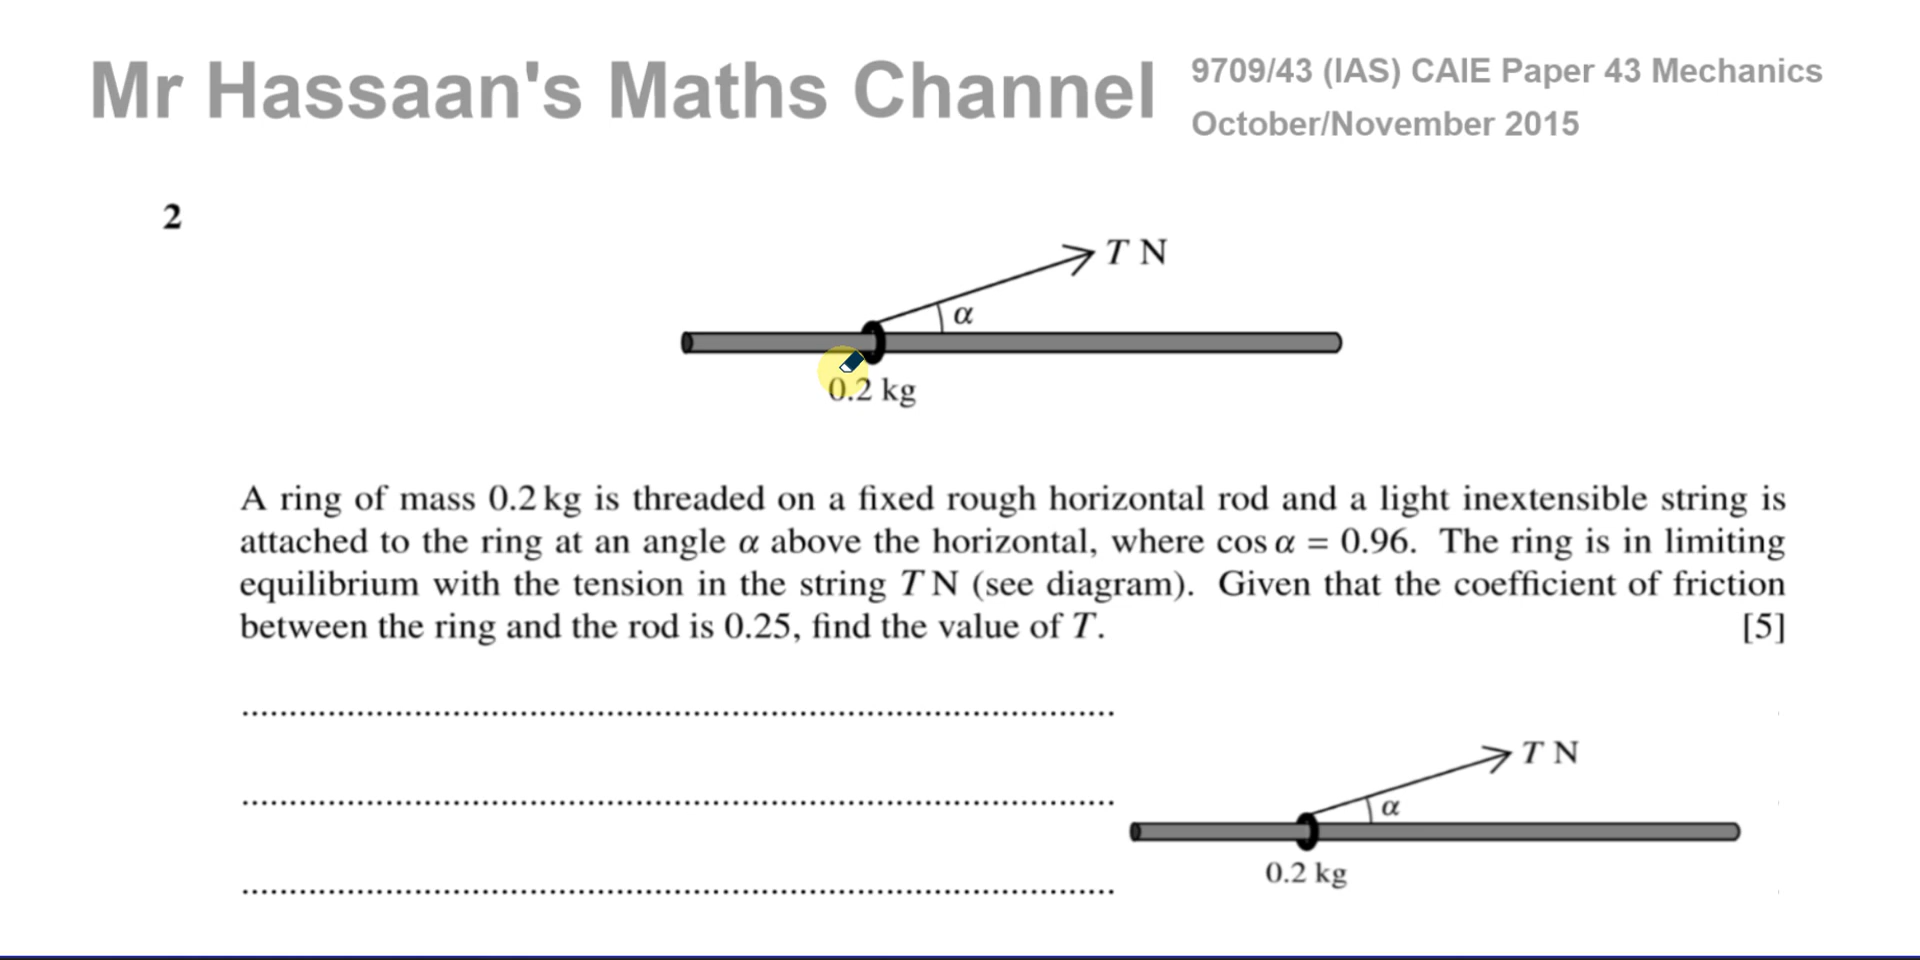 Mr Hassaan's Maths Channel
9709/43 (IAS) CAIE Paper 43 Mechanics
October/November 2015
2
T N
α
0.2 kg
A ring of mass 0.2 kg is threaded on a fixed rough horizontal rod and a light inextensible string is
attached to the ring at an angle α above the horizontal, where cos α = 0.96. The ring is in limiting
equilibrium with the tension in the string T N (see diagram). Given that the coefficient of friction
between the ring and the rod is 0.25, find the value of T. [5]
T N
α
0.2 kg